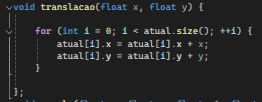 void translacao(float x, float y) {
for (int i = 0; i < atual.size(); ++i) {
atual[i].x = atual[i].x + x;
atual[i].y = atual[i].y + y;
}
};